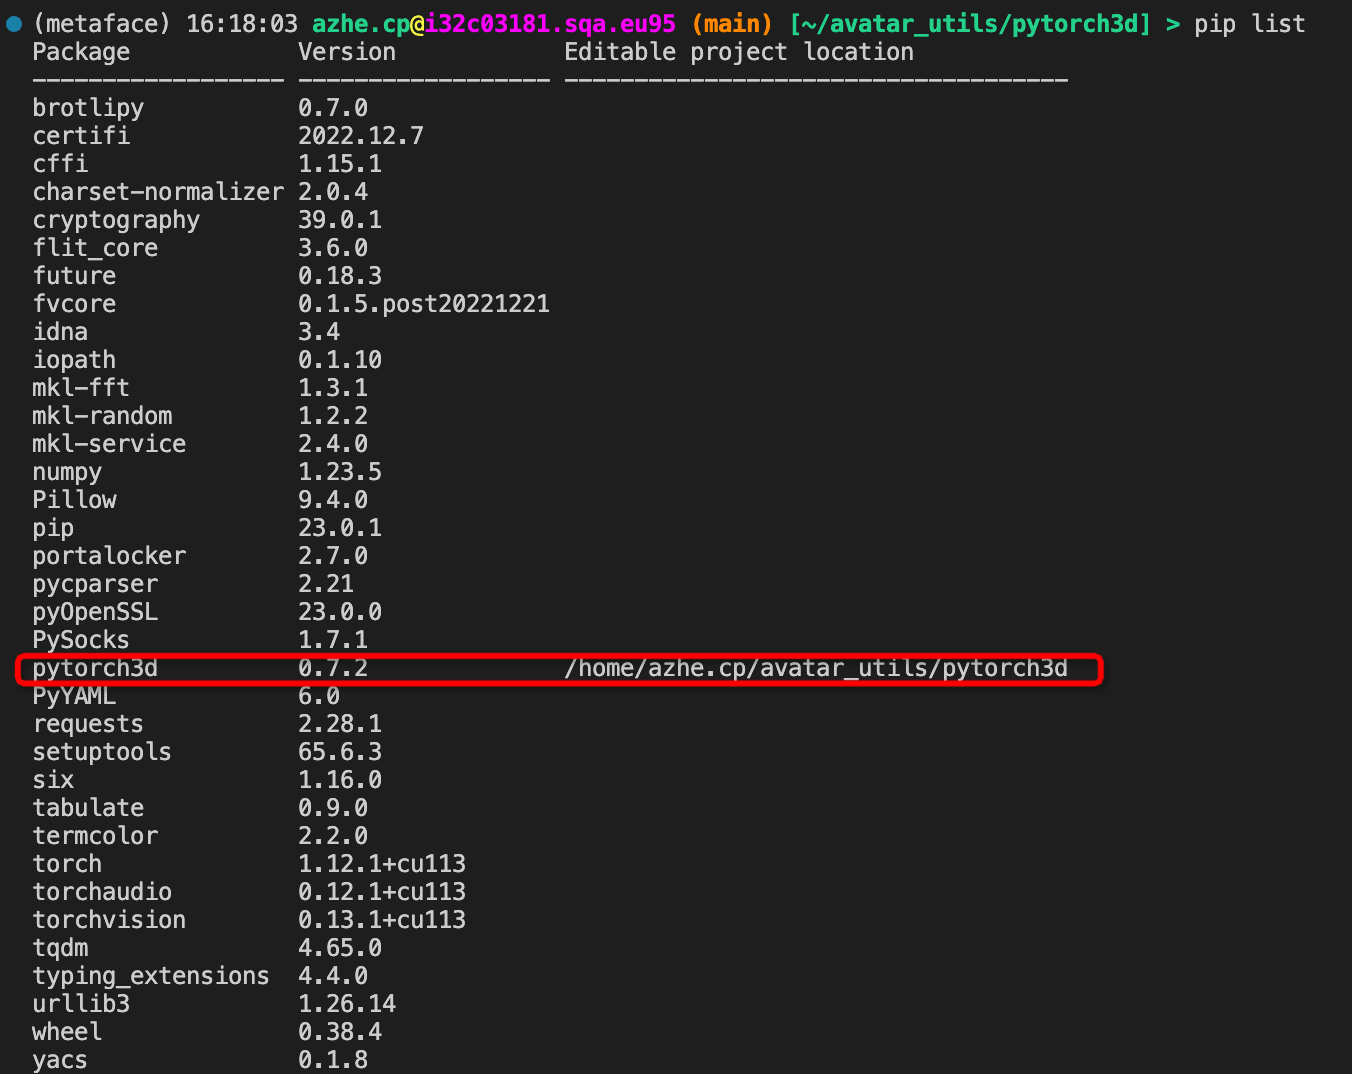 (metaface) 16:18:03 azhe.cp@i32c03181.sqa.eu95 (main) [~/avatar_utils/pytorch3d] > pip list
Package Version Editable project location
------------------ ------------------ ------------------------------------
brotlipy 0.7.0
certifi 2022.12.7
cffi 1.15.1
charset-normalizer 2.0.4
cryptography 39.0.1
flit_core 3.6.0
future 0.18.3
fvcore 0.1.5.post20221221
idna 3.4
iopath 0.1.10
mkl-fft 1.3.1
mkl-random 1.2.2
mkl-service 2.4.0
numpy 1.23.5
Pillow 9.4.0
pip 23.0.1
portalocker 2.7.0
pycparser 2.21
pyOpenSSL 23.0.0
PySocks 1.7.1
pytorch3d 0.7.2 /home/azhe.cp/avatar_utils/pytorch3d
PyYAML 6.0
requests 2.28.1
setuptools 65.6.3
six 1.16.0
tabulate 0.9.0
termcolor 2.2.0
torch 1.12.1+cu113
torchaudio 0.12.1+cu113
torchvision 0.13.1+cu113
tqdm 4.65.0
typing_extensions 4.4.0
urllib3 1.26.14
wheel 0.38.4
yacs 0.1.8